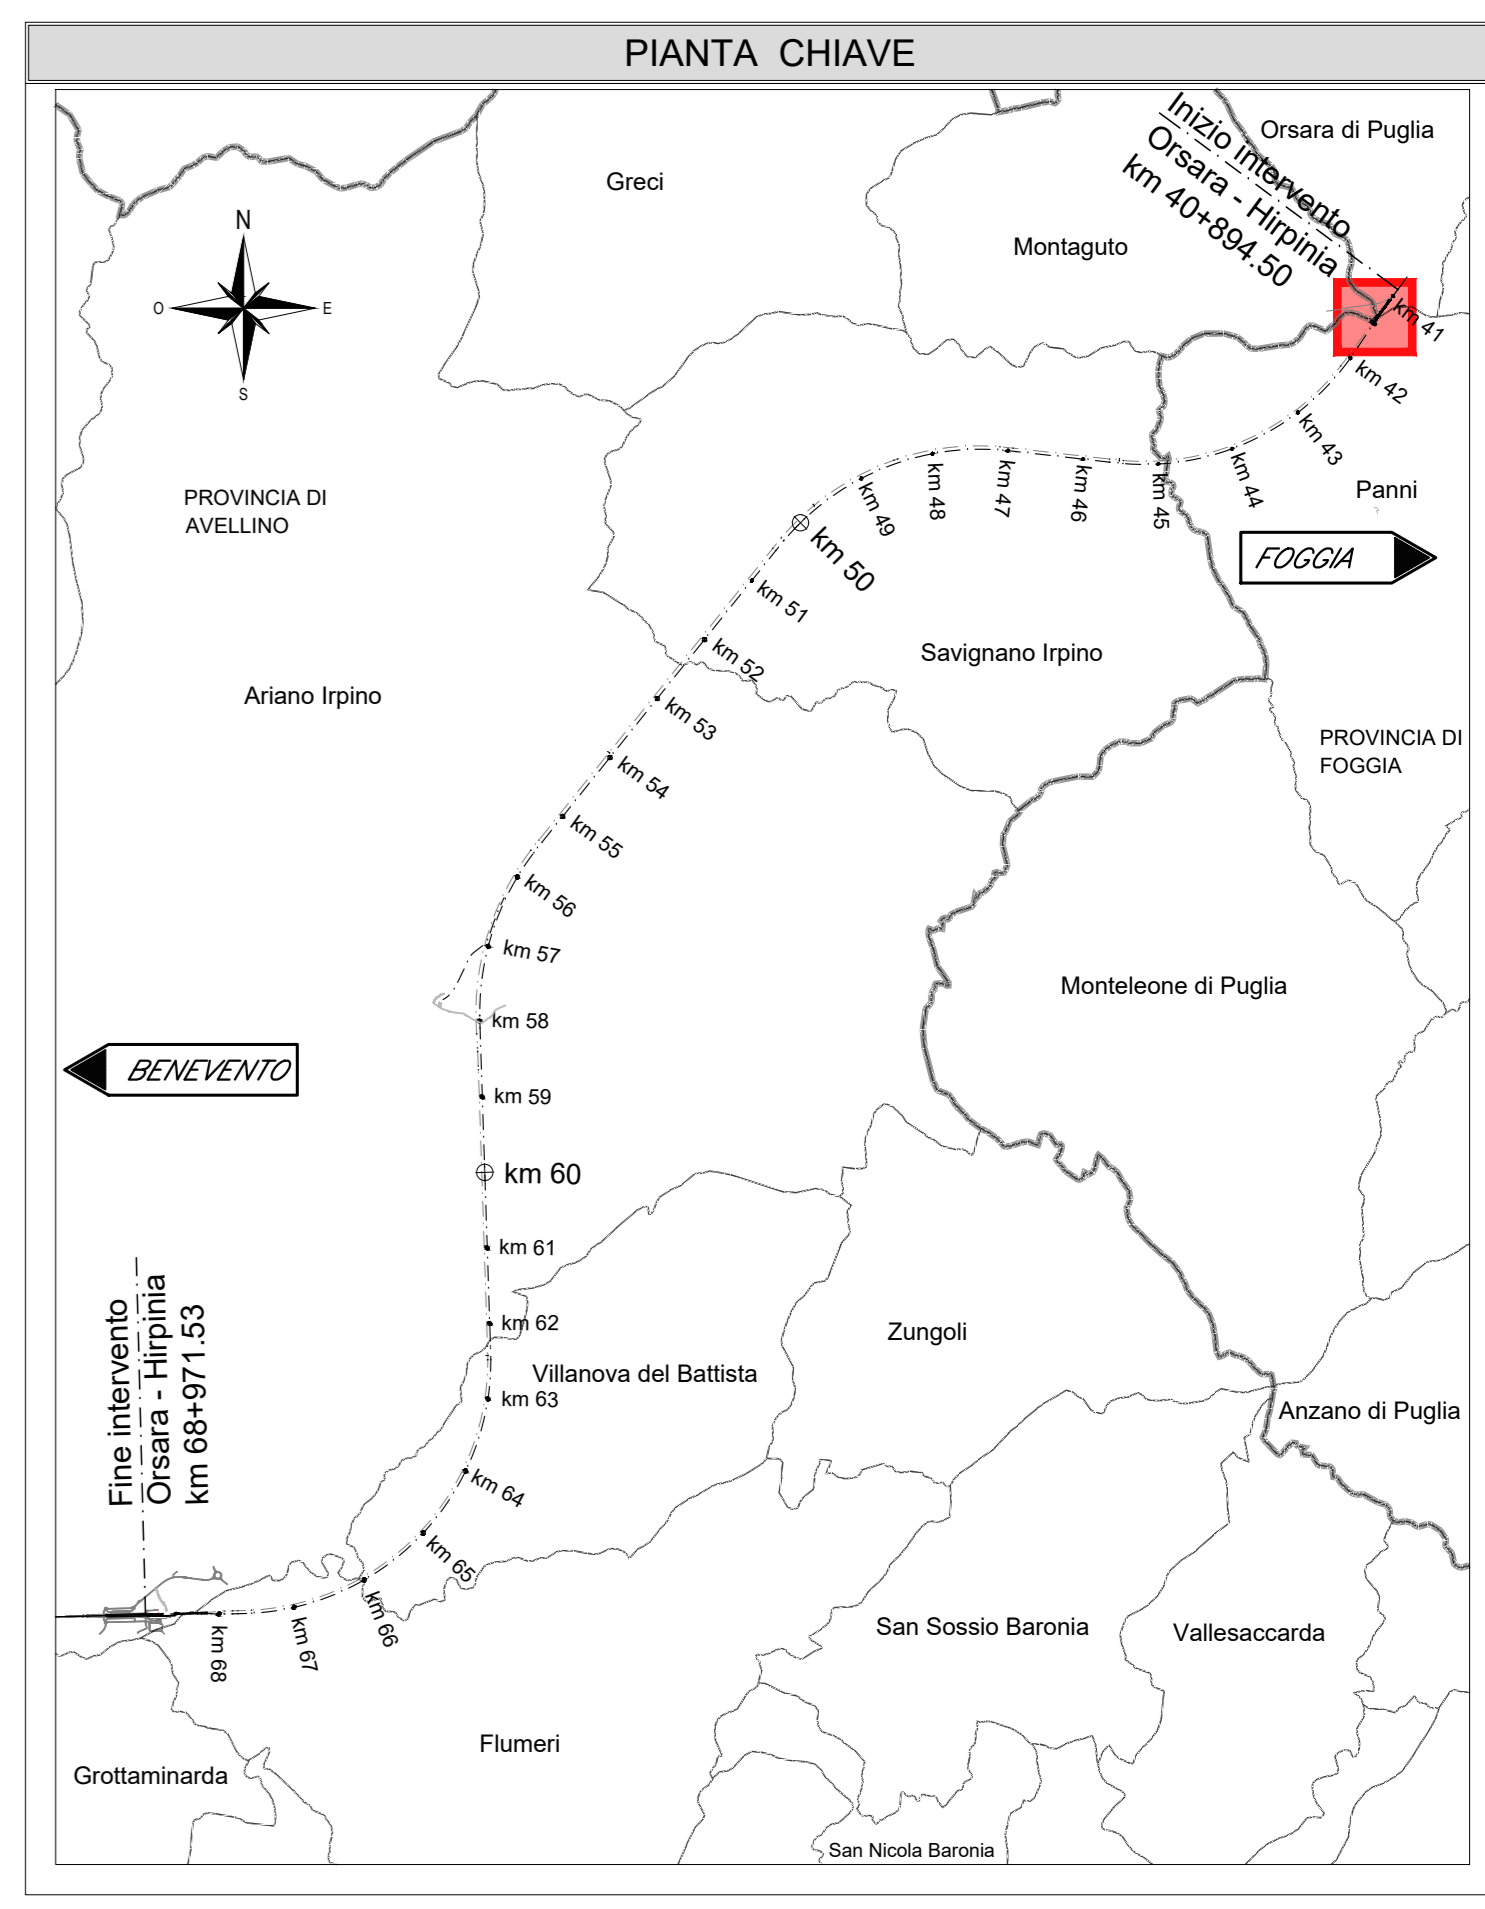 PIANTA CHIAVE
Inizio intervento
Orsara - Hirpinia
km 40+894.50
Orsara di Puglia
Greci
Montaguto
N
O
E
S
km 41
km 42
km 43
km 44
km 45
km 46
km 47
km 48
km 49
km 50
km 51
km 52
km 53
km 54
km 55
km 56
km 57
km 58
km 59
km 60
km 61
km 62
km 63
km 64
km 65
km 66
km 67
km 68
PROVINCIA DI
AVELLINO
Panni
FOGGIA
Savignano Irpino
Ariano Irpino
PROVINCIA DI
FOGGIA
Monteleone di Puglia
BENEVENTO
Fine intervento
Orsara - Hirpinia
km 68+971.53
Zungoli
Villanova del Battista
Anzano di Puglia
San Sossio Baronia
Vallesaccarda
Flumeri
Grottaminarda
San Nicola Baronia